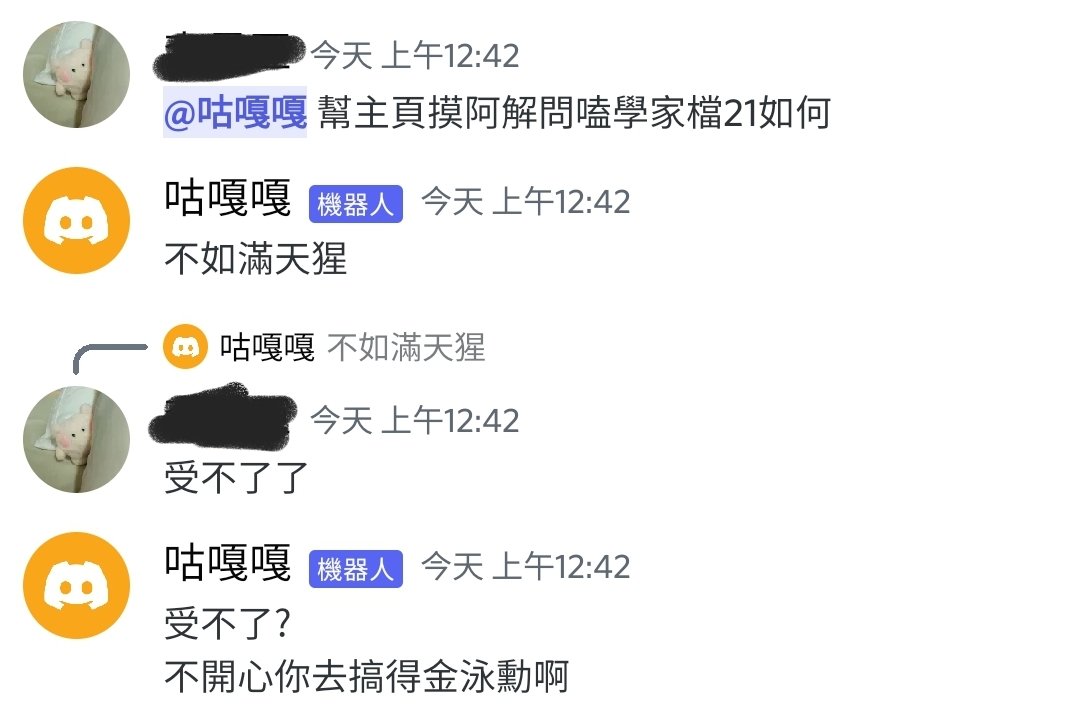 今天 上午12:42
@咕嘎嘎 幫主頁摸阿解問嗑學家檔21如何
咕嘎嘎 機器人 今天 上午12:42
不如滿天猩
咕嘎嘎 不如滿天猩
今天 上午12:42
受不了了
咕嘎嘎 機器人 今天 上午12:42
受不了?
不開心你去搞得金泳勳啊